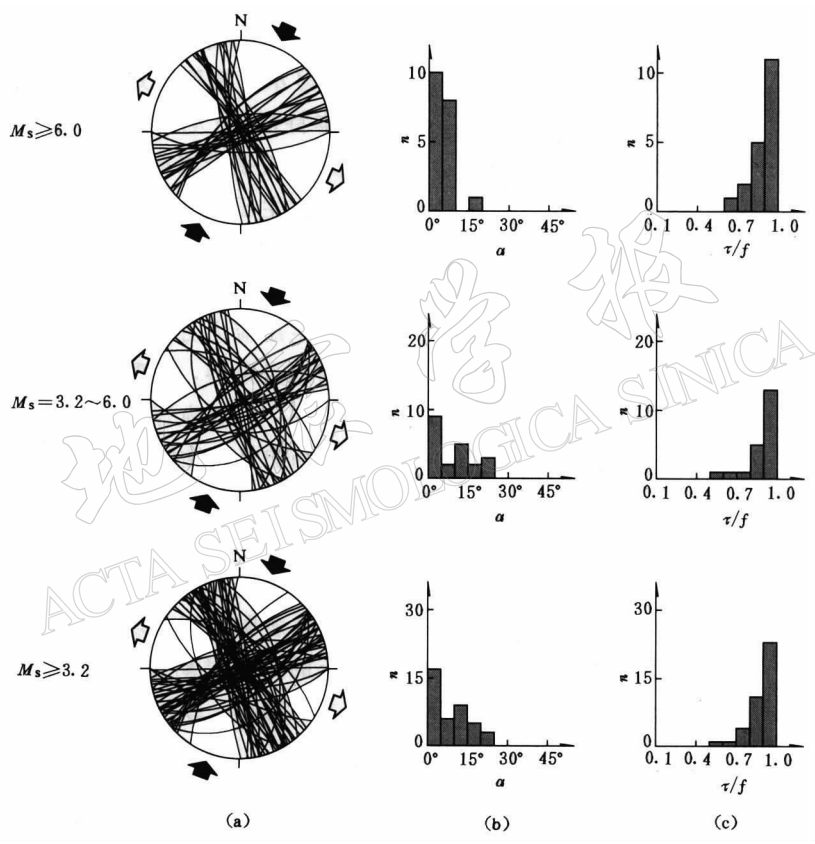 N
M_S≥6.0
10
5
0
n
0° 15° 30° 45°
α
10
5
0
n
0.1 0.4 0.7 1.0
τ/f
N
M_S=3.2～6.0
20
10
0
n
0° 15° 30° 45°
α
20
10
0
n
0.1 0.4 0.7 1.0
τ/f
N
M_S≥3.2
30
15
0
n
0° 15° 30° 45°
α
30
15
0
n
0.1 0.4 0.7 1.0
τ/f
(a) (b) (c)
地震学报
ACTA SEISMOLOGICA SINICA